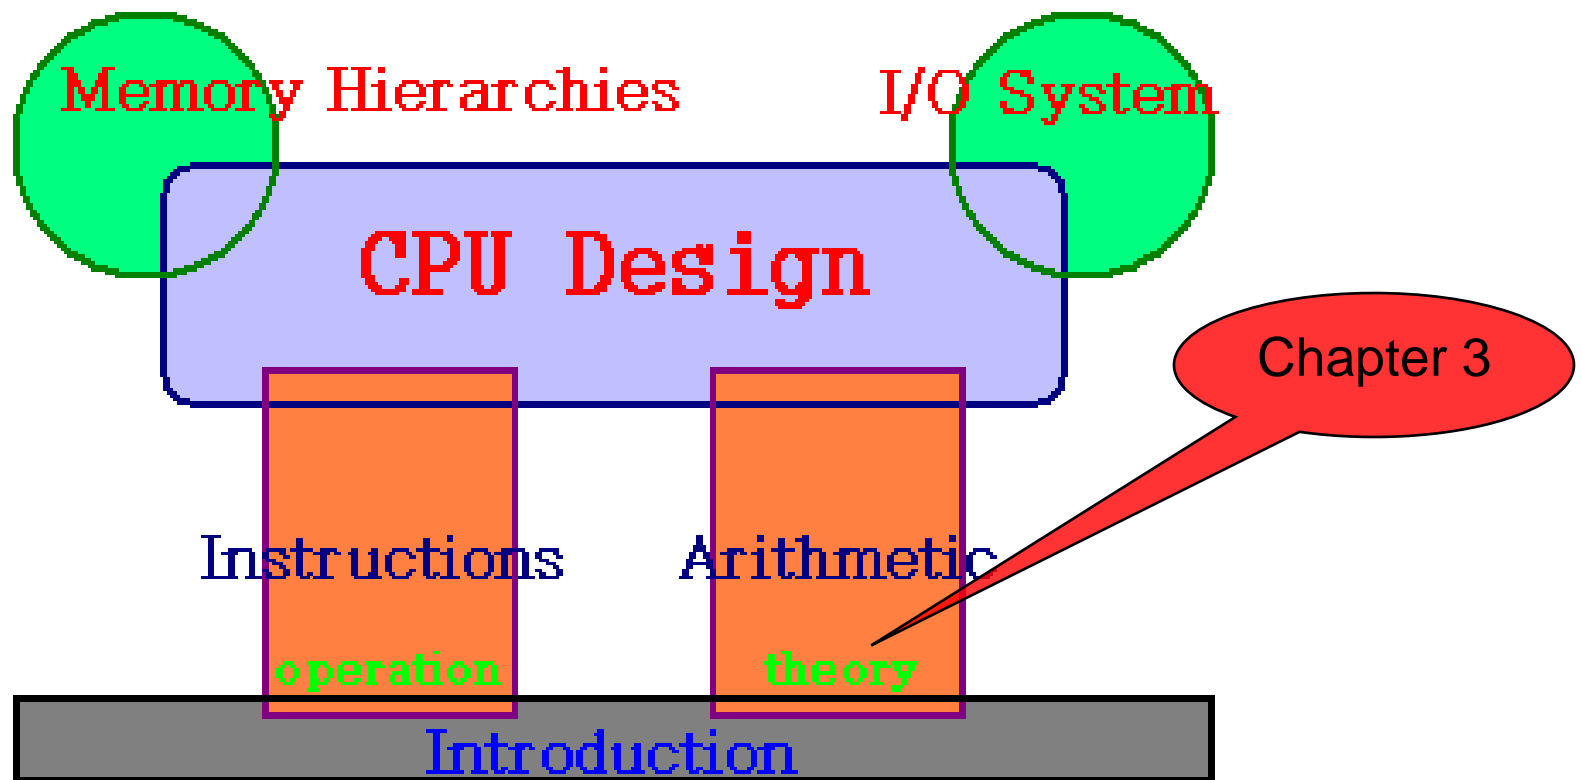 Memory Hierarchies
I/O System
CPU Design
Chapter 3
Instructions
Arithmetic
operation
theory
Introduction